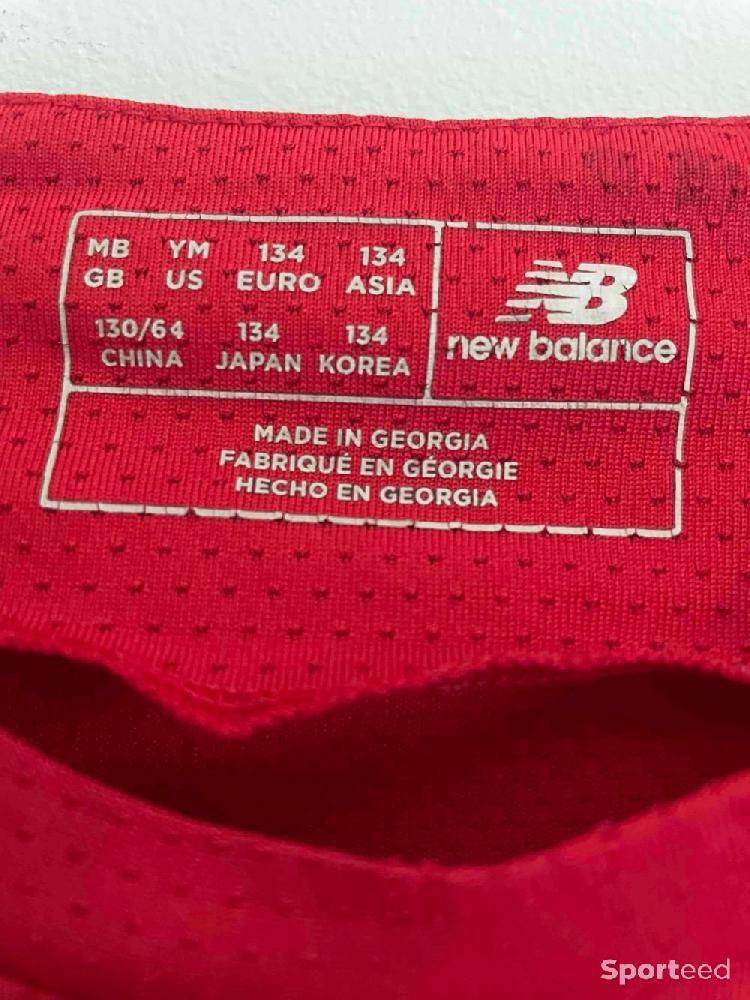 MB YM 134 134
GB US EURO ASIA
130/64 134 134
CHINA JAPAN KOREA
NB
new balance
MADE IN GEORGIA
FABRIQUÉ EN GÉORGIE
HECHO EN GEORGIA
Sporteed